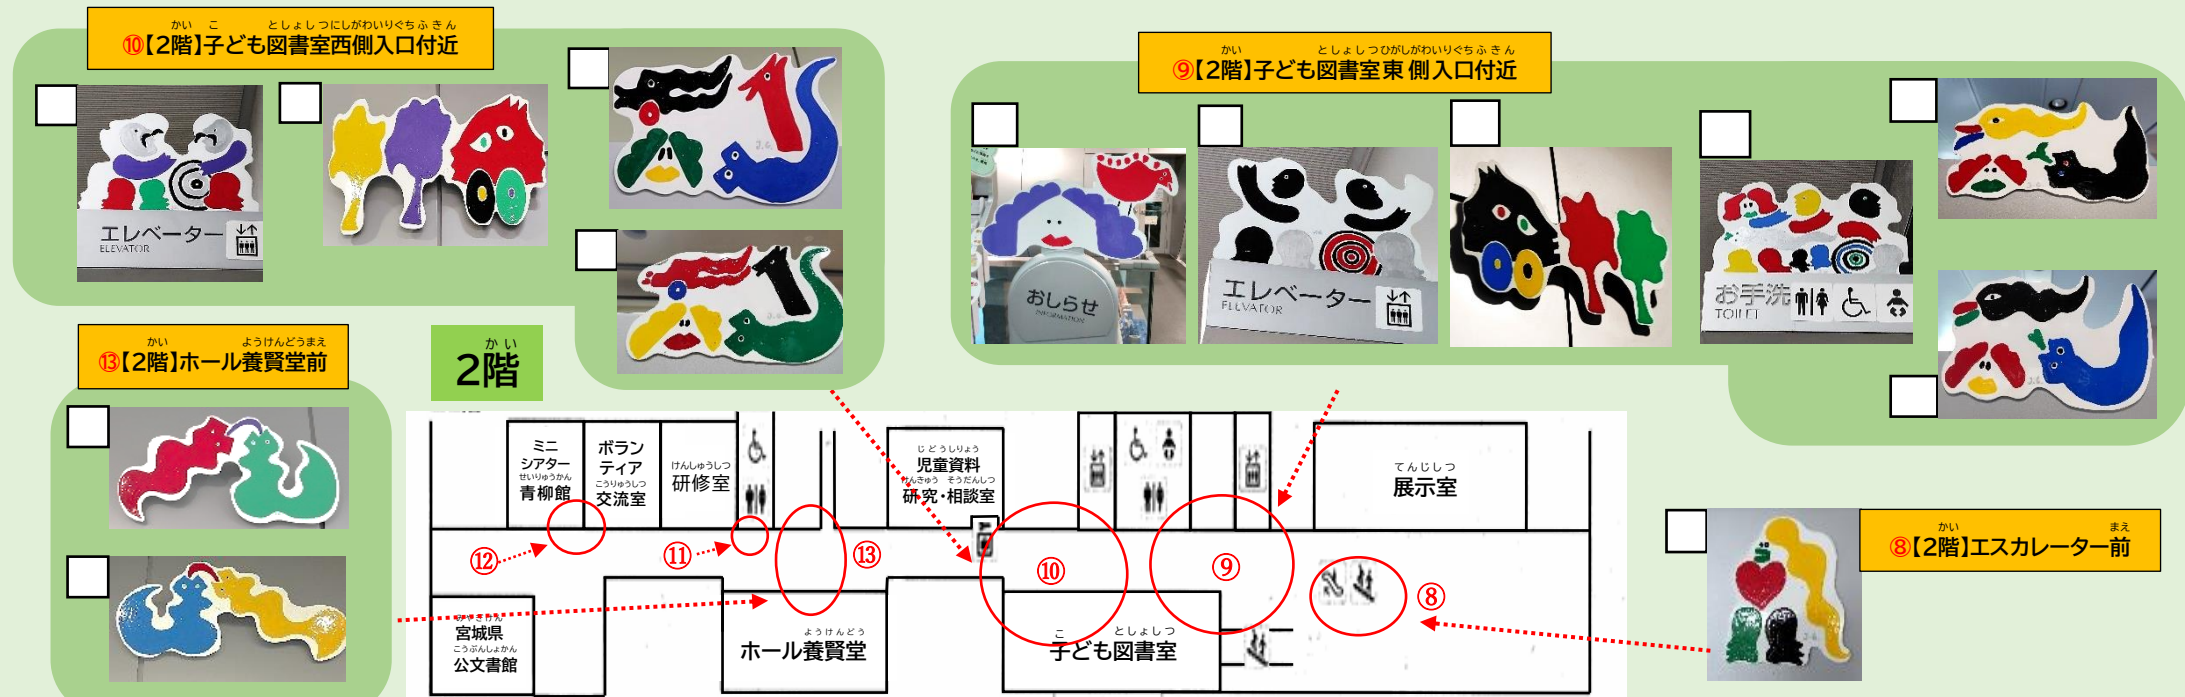 かい こ としょしつにしがわいりぐちふきん
⑩【2階】子ども図書室西側入口付近
エレベーター
ELEVATOR
かい としょしつひがしがわいりぐちふきん
⑨【2階】子ども図書室東側入口付近
おしらせ
INFORMATION
エレベーター
ELEVATOR
お手洗
TOILET
かい ようけんどうまえ
⑬【2階】ホール養賢堂前
かい
2階
ミニ
シアター
せいりゅうかん
青柳館
ボラン
ティア
こうりゅうしつ
交流室
けんしゅうしつ
研修室
じどうしりょう
児童資料
けんきゅう そうだんしつ
研究・相談室
てんじしつ
展示室
⑫
⑪
⑬
⑩
⑨
⑧
みやぎけん
宮城県
こうぶんしょかん
公文書館
ようけんどう
ホール養賢堂
こ としょしつ
子ども図書室
かい まえ
⑧【2階】エスカレーター前